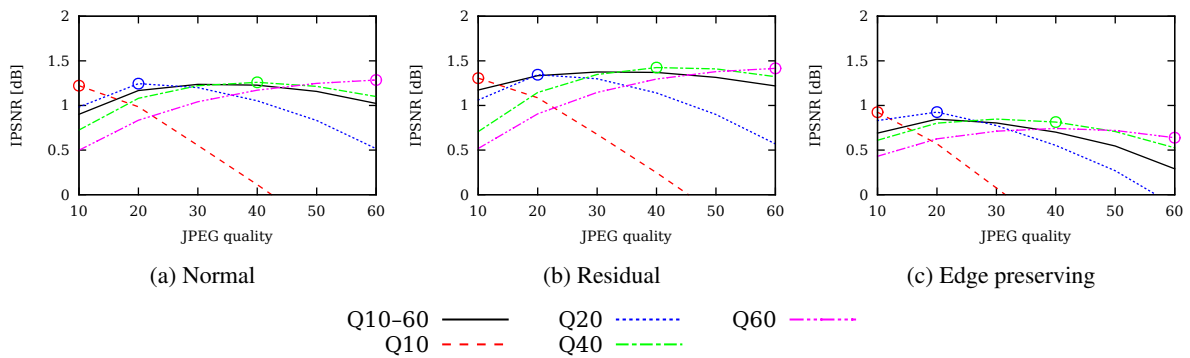 2
1.5
1
0.5
0
IPSNR [dB]
10 20 30 40 50 60
JPEG quality
(a) Normal
2
1.5
1
0.5
0
IPSNR [dB]
10 20 30 40 50 60
JPEG quality
(b) Residual
2
1.5
1
0.5
0
IPSNR [dB]
10 20 30 40 50 60
JPEG quality
(c) Edge preserving
Q10–60 Q20 Q60
Q10 Q40